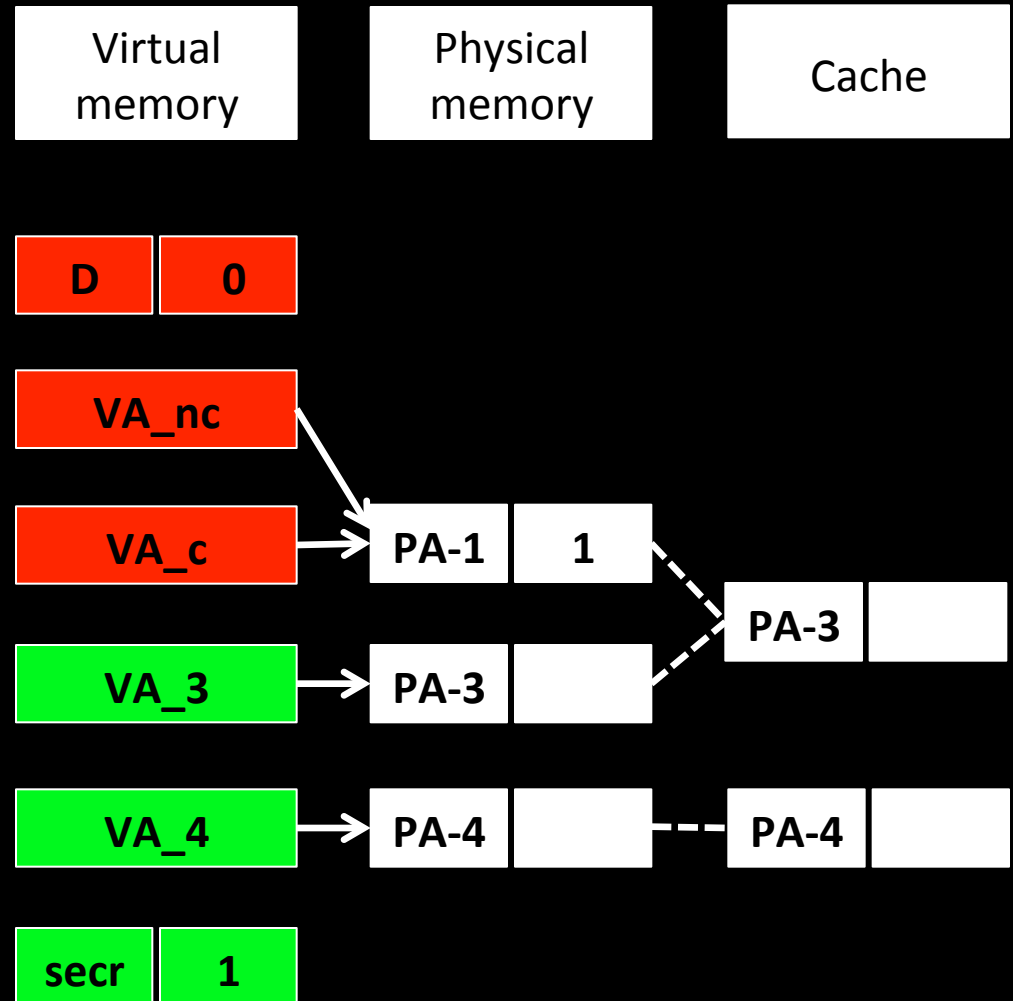 Virtual
memory
Physical
memory
Cache
D 0
VA_nc
VA_c
PA-1 1
PA-3
VA_3
PA-3
VA_4
PA-4
PA-4
secr 1